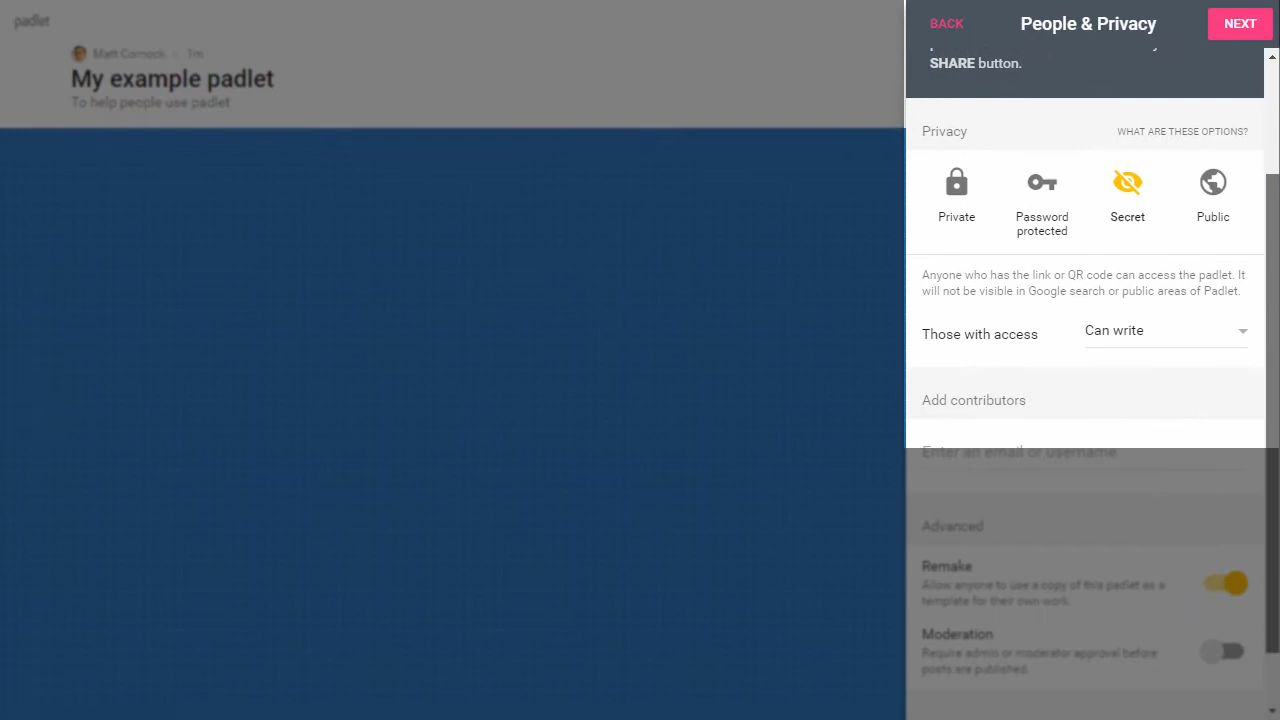 padlet
Matt Cornock · 1m
My example padlet
To help people use padlet
BACK
People & Privacy
NEXT
SHARE button.
Privacy
WHAT ARE THESE OPTIONS?
Private
Password
protected
Secret
Public
Anyone who has the link or QR code can access the padlet. It
will not be visible in Google search or public areas of Padlet.
Those with access
Can write
Add contributors
Enter an email or username
Advanced
Remake
Allow anyone to use a copy of this padlet as a
template for their own work.
Moderation
Require admin or moderator approval before
posts are published.